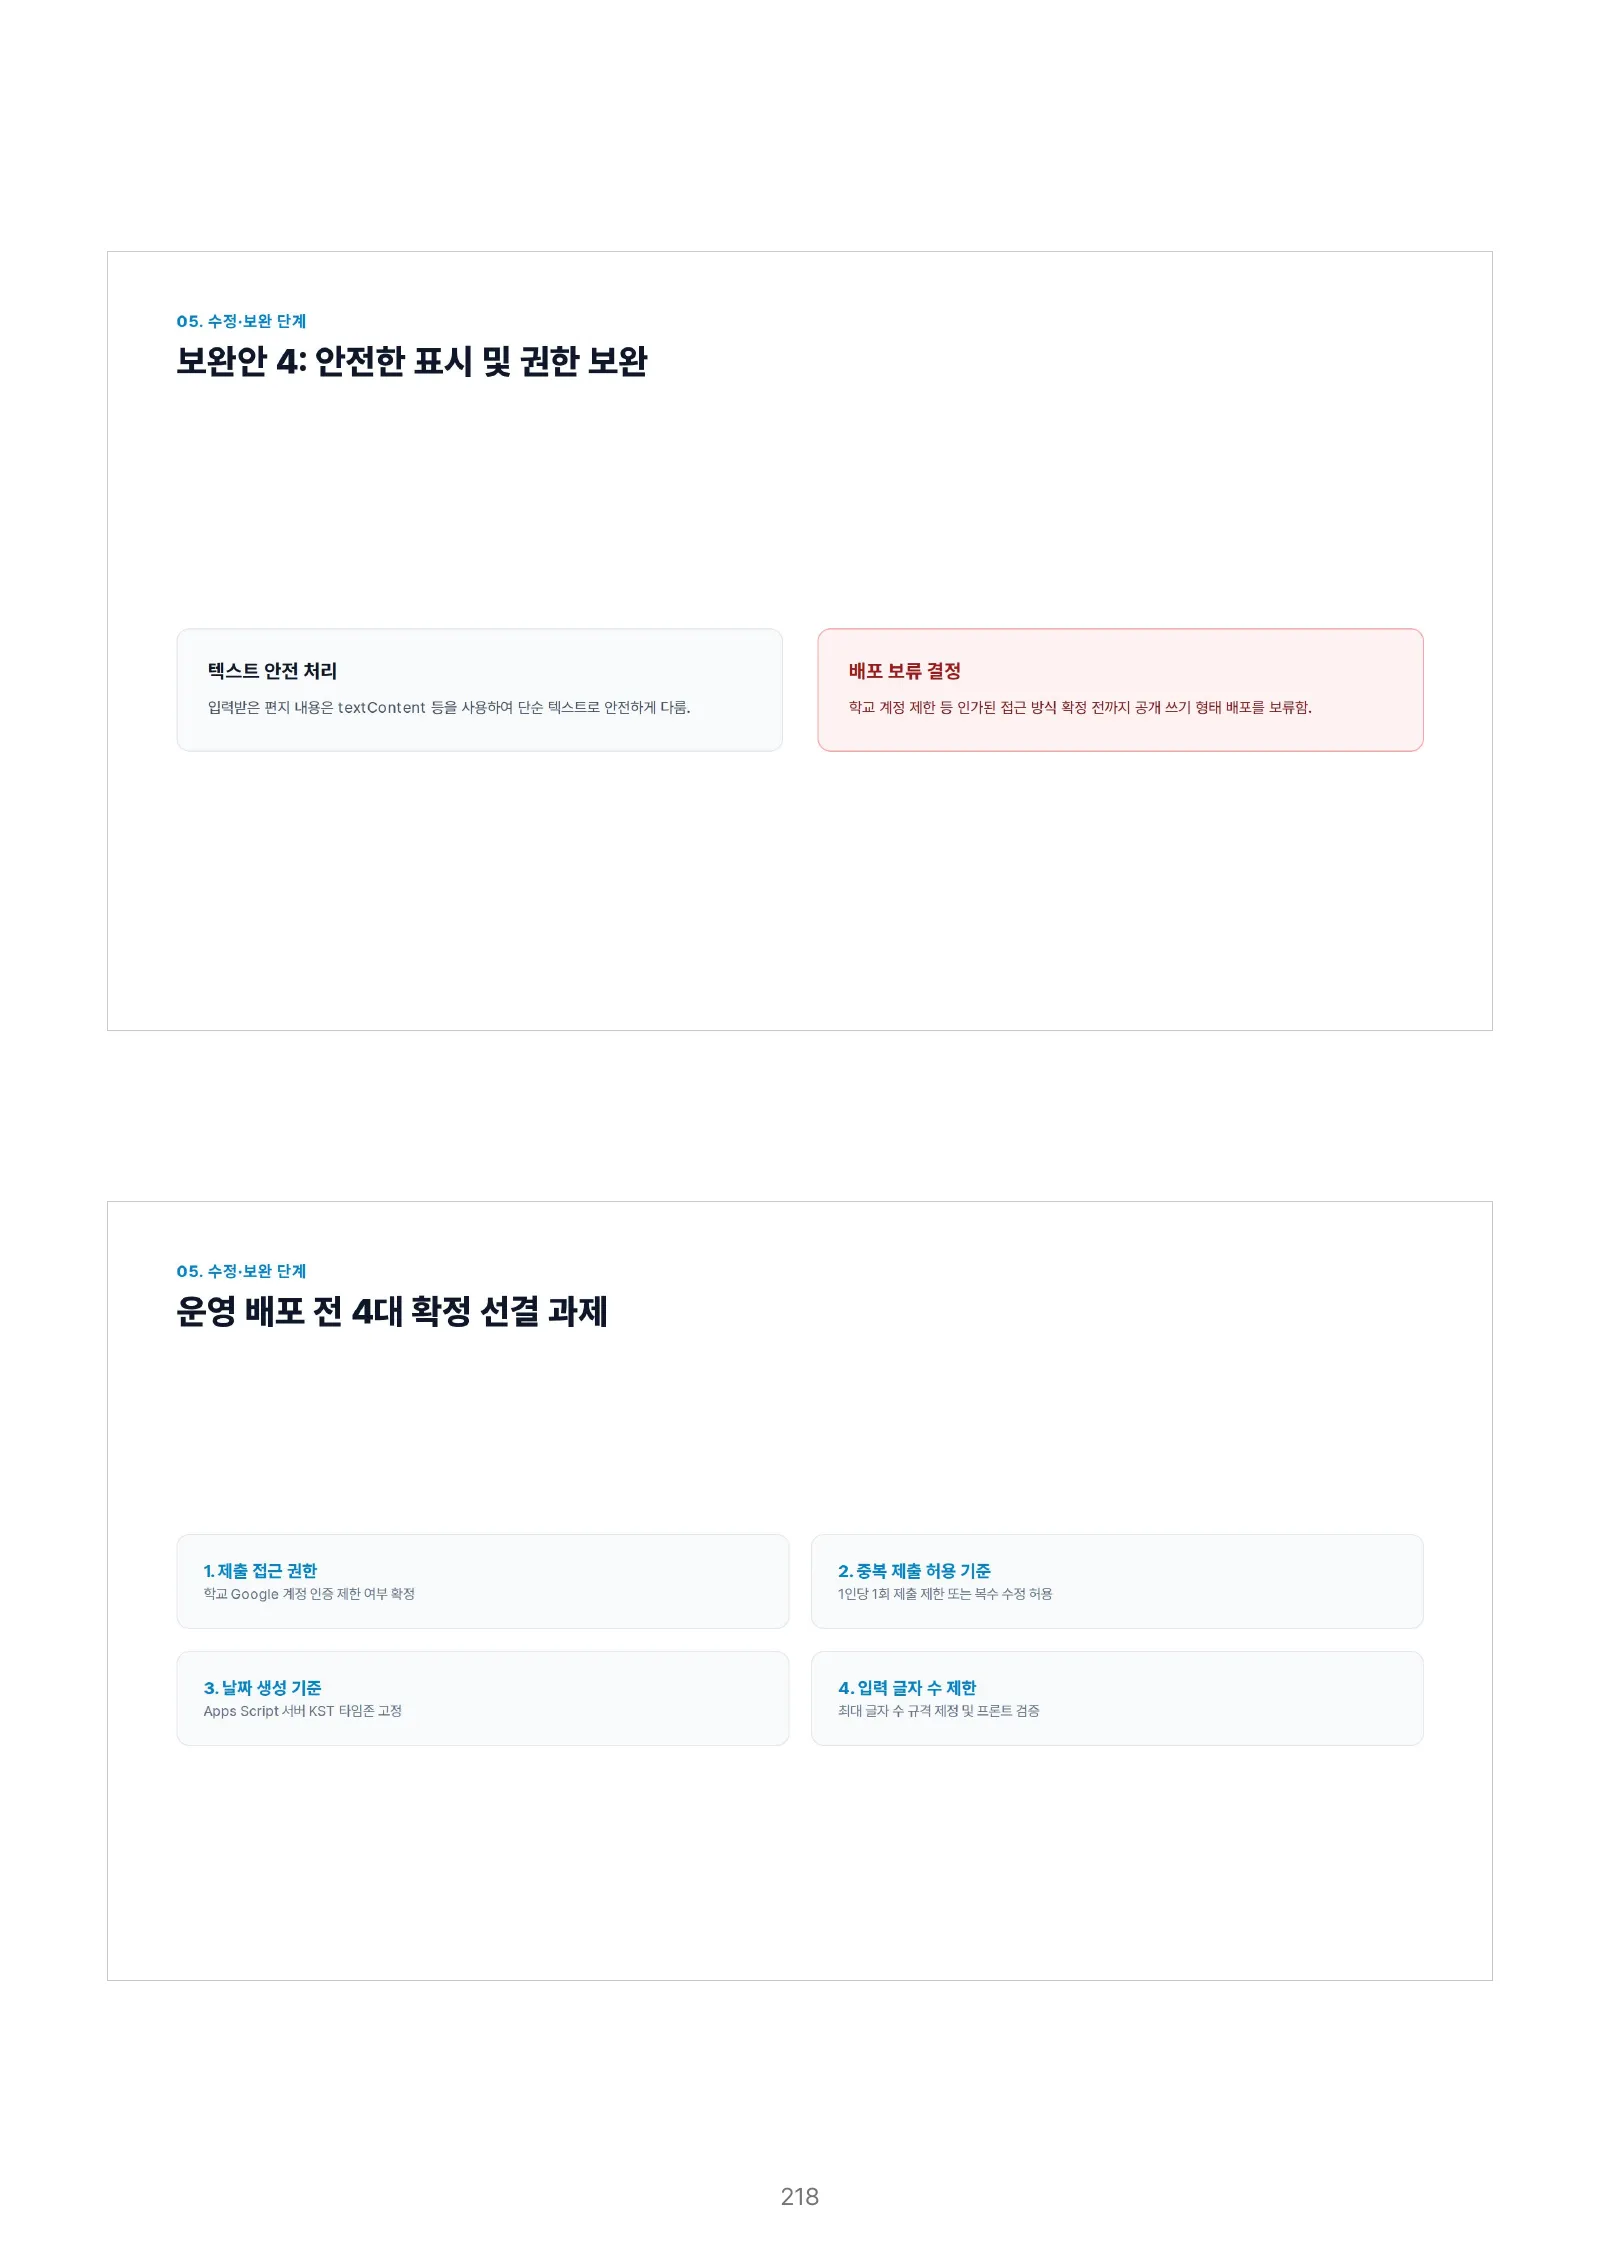 05. 수정·보완 단계
보완안 4: 안전한 표시 및 권한 보완
텍스트 안전 처리
입력받은 편지 내용은 textContent 등을 사용하여 단순 텍스트로 안전하게 다룸.
배포 보류 결정
학교 계정 제한 등 인가된 접근 방식 확정 전까지 공개 쓰기 형태 배포를 보류함.
05. 수정·보완 단계
운영 배포 전 4대 확정 선결 과제
1. 제출 접근 권한
학교 Google 계정 인증 제한 여부 확정
2. 중복 제출 허용 기준
1인당 1회 제출 제한 또는 복수 수정 허용
3. 날짜 생성 기준
Apps Script 서버 KST 타임존 고정
4. 입력 글자 수 제한
최대 글자 수 규격 제정 및 프론트 검증
218